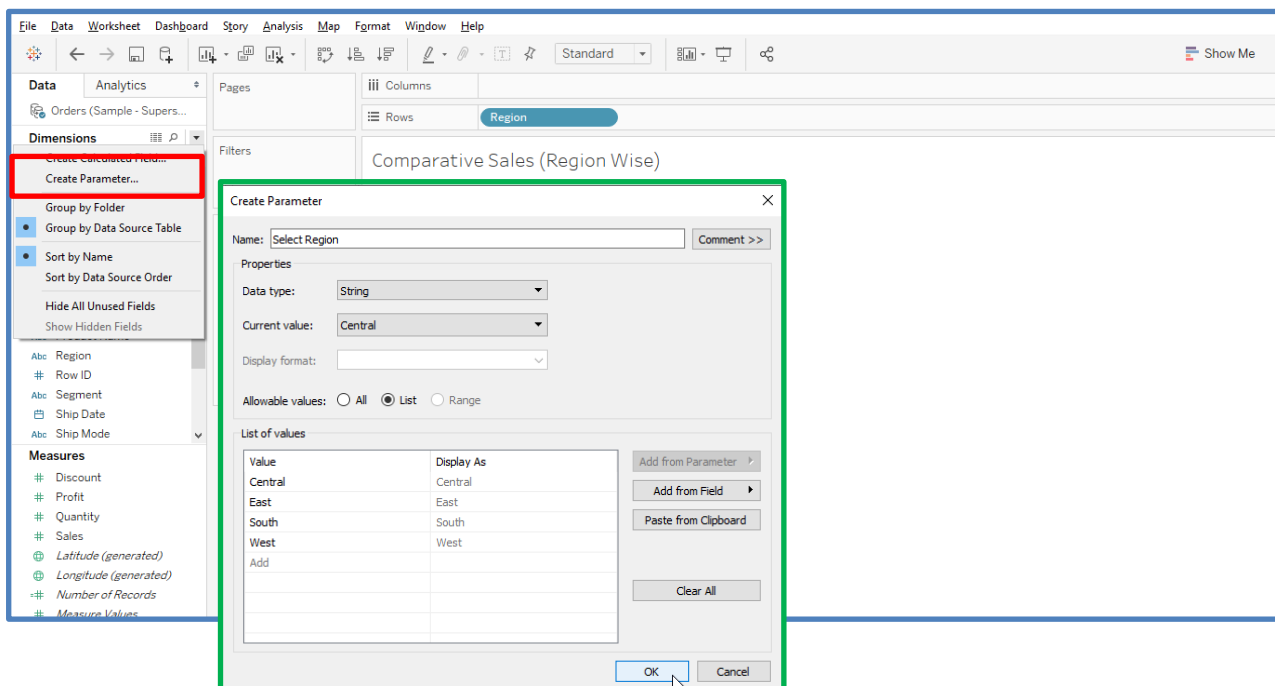 File Data Worksheet Dashboard Story Analysis Map Format Window Help
Standard
Show Me
Data Analytics
Pages
Columns
Orders (Sample - Supers...
Rows
Region
Dimensions
Filters
Comparative Sales (Region Wise)
Create Calculated Field...
Create Parameter...
Group by Folder
Group by Data Source Table
Sort by Name
Sort by Data Source Order
Hide All Unused Fields
Show Hidden Fields
Abc Region
# Row ID
Abc Segment
Ship Date
Abc Ship Mode
Measures
# Discount
# Profit
# Quantity
# Sales
Latitude (generated)
Longitude (generated)
=# Number of Records
# Measure Values
Create Parameter
Name: Select Region
Comment >>
Properties
Data type: String
Current value: Central
Display format:
Allowable values: All List Range
List of values
Value Display As
Central Central
East East
South South
West West
Add
Add from Parameter
Add from Field
Paste from Clipboard
Clear All
OK Cancel